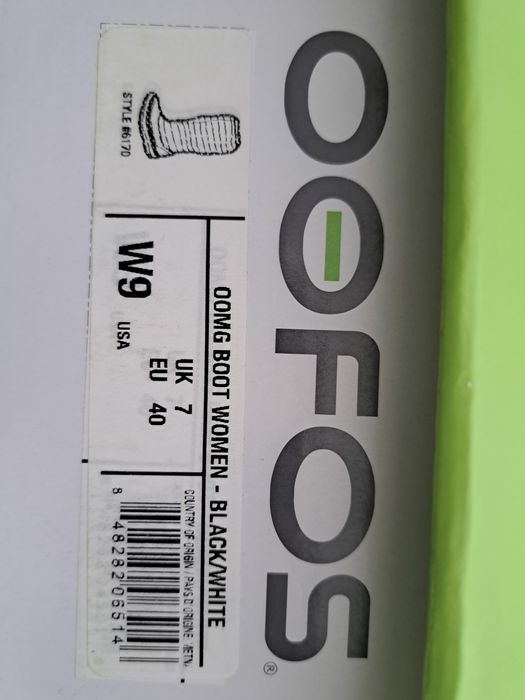 OOFOS®
STYLE #6170
OOMG BOOT WOMEN - BLACK/WHITE
W9 USA
UK 7
EU 40
COUNTRY OF ORIGIN / PAYS D'ORIGINE
8 48282 06514